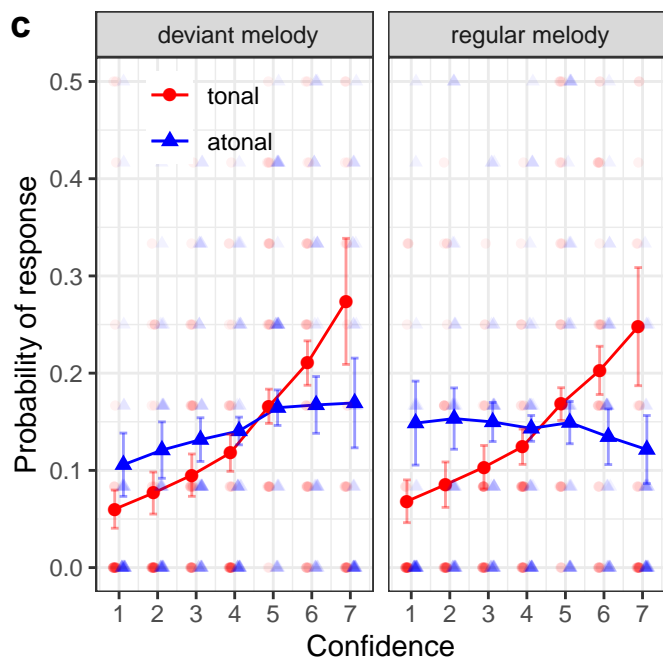 c
deviant melody
regular melody
tonal
atonal
0.5
0.4
0.3
0.2
0.1
0.0
Probability of response
1 2 3 4 5 6 7
1 2 3 4 5 6 7
Confidence